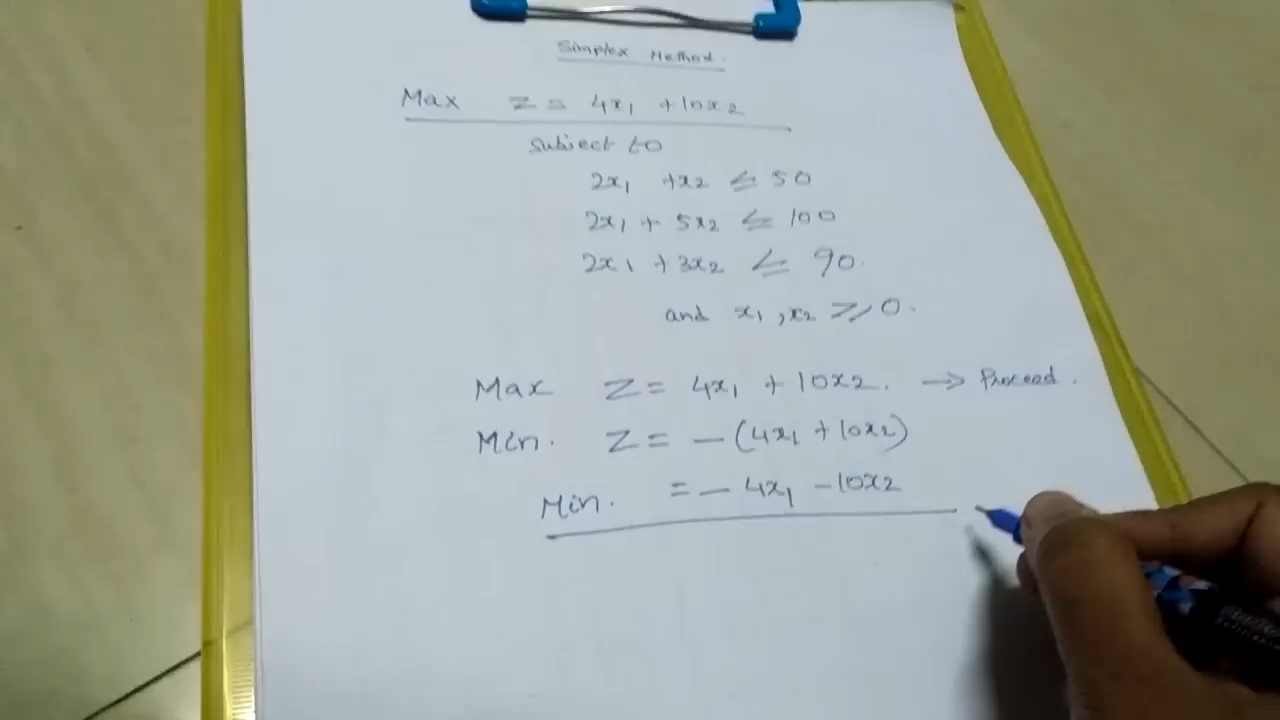 Simplex Method.
Max Z = 4x₁ + 10x₂
Subject to
2x₁ + x₂ ≤ 50
2x₁ + 5x₂ ≤ 100
2x₁ + 3x₂ ≤ 90.
and x₁, x₂ ≥ 0.
Max Z = 4x₁ + 10x₂. → Proceed.
Min. Z = - (4x₁ + 10x₂)
Min. = - 4x₁ - 10x₂